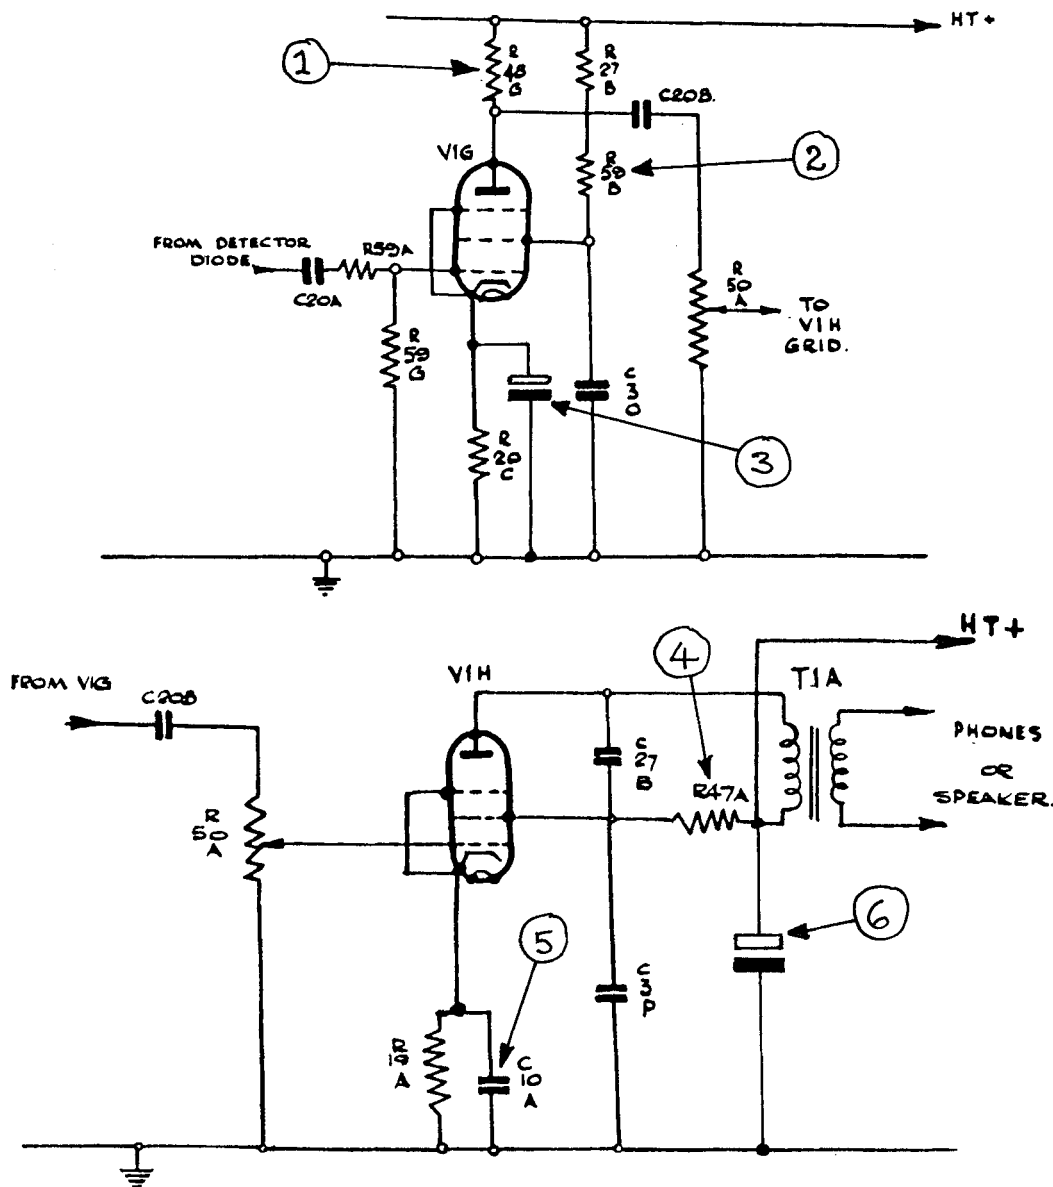 HT+
1
R
48
G
R
27
B
C20B.
V1G
R
59
B
2
FROM DETECTOR
DIODE
R59A
C20A
R
50
A
TO
V1H
GRID.
R
59
G
C
3
O
R
20
C
3
HT+
4
FROM V1G
C20B
V1H
T1A
C
27
B
R47A
PHONES
OR
SPEAKER.
R
50
A
6
5
C
3
P
R
19
A
C
10
A